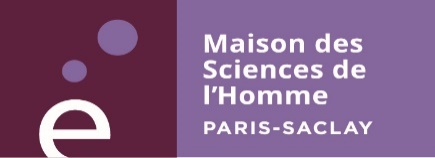 Maison des
Sciences de
l'Homme
PARIS-SACLAY
e